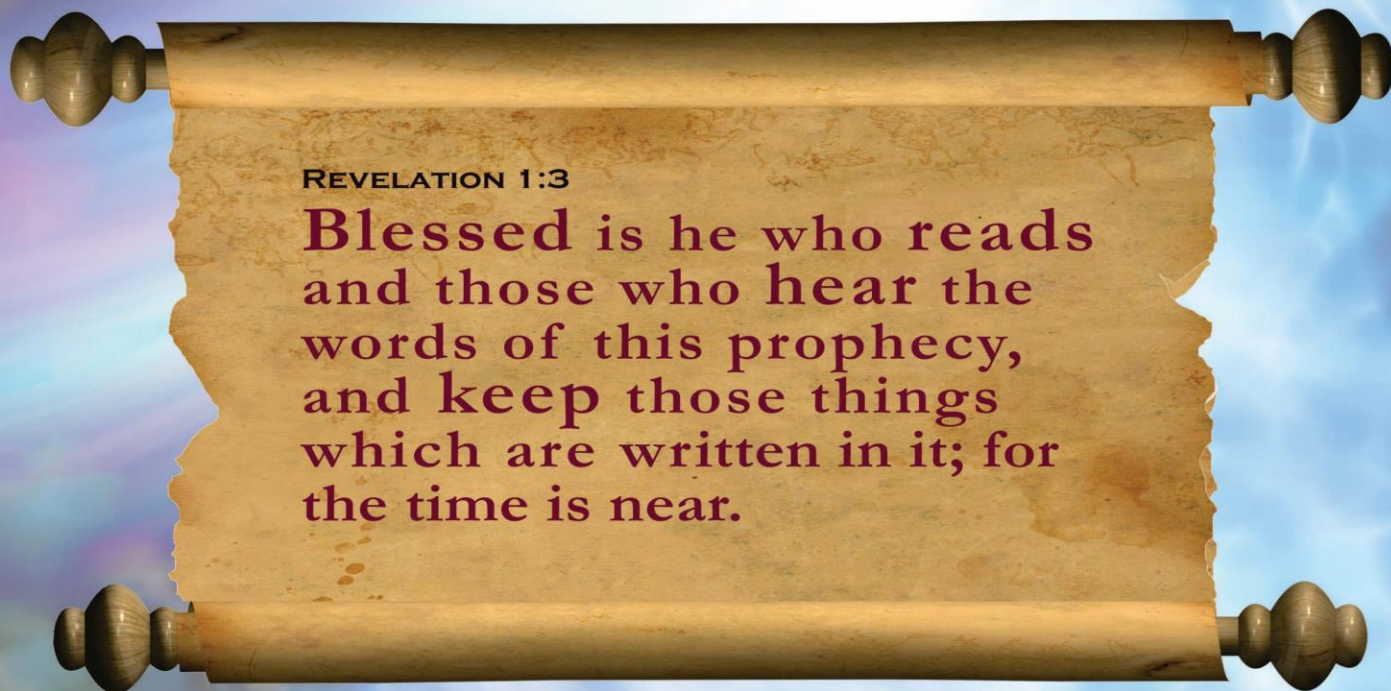 REVELATION 1:3
Blessed is he who reads
and those who hear the
words of this prophecy,
and keep those things
which are written in it; for
the time is near.